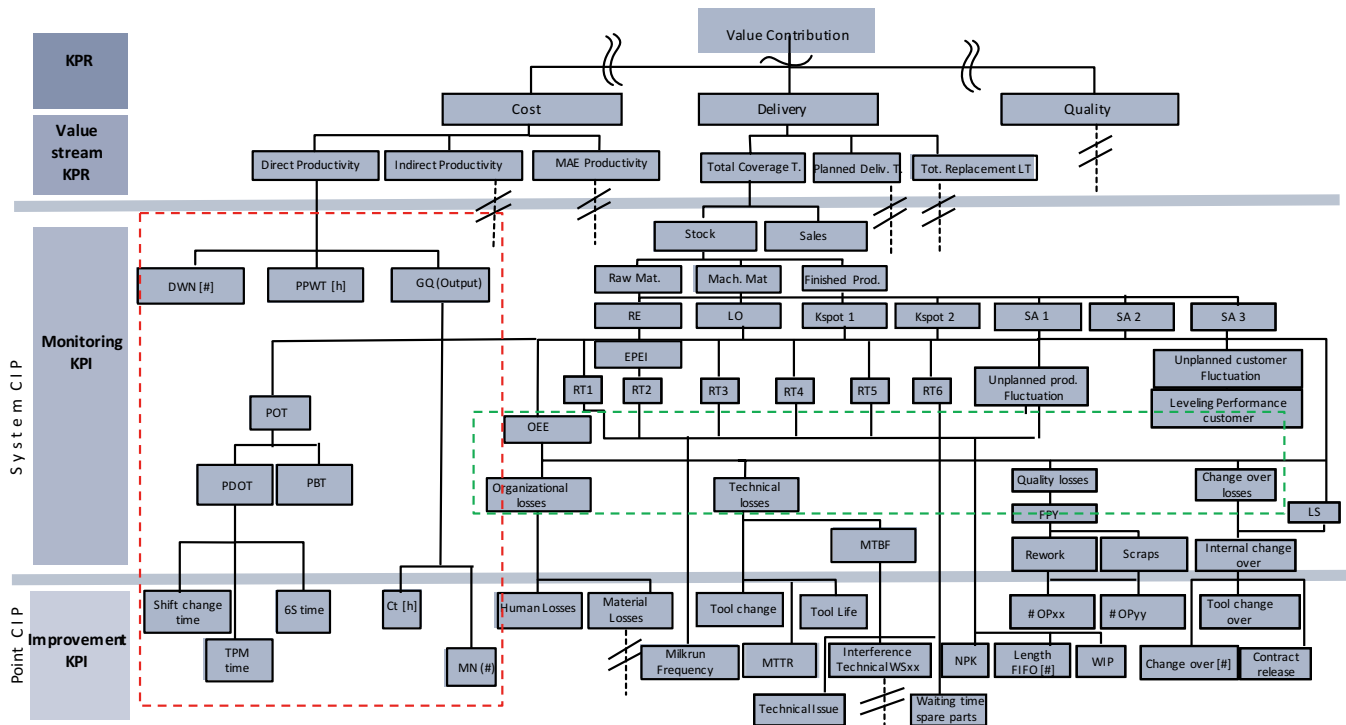 Value Contribution
KPR
Cost
Delivery
Quality
Value
stream
KPR
Direct Productivity
Indirect Productivity
MAE Productivity
Total Coverage T.
Planned Deliv. T.
Tot. Replacement LT
System CIP
Monitoring
KPI
Stock
Sales
DWN [#]
PPWT [h]
GQ (Output)
Raw Mat.
Mach. Mat
Finished Prod.
RE
LO
Kspot 1
Kspot 2
SA 1
SA 2
SA 3
EPEI
RT1
RT2
RT3
RT4
RT5
RT6
Unplanned prod.
Fluctuation
Unplanned customer
Fluctuation
Leveling Performance
customer
POT
OEE
PDOT
PBT
Organizational
losses
Technical
losses
Quality losses
Change over
losses
FPY
LS
MTBF
Rework
Scraps
Internal change
over
Point CIP
Improvement
KPI
Shift change
time
6S time
Ct [h]
Human Losses
Material
Losses
Tool change
Tool Life
# OPxx
# OPyy
Tool change
over
TPM
time
MN (#)
Milkrun
Frequency
MTTR
Interference
Technical WSxx
NPK
Length
FIFO [#]
WIP
Change over [#]
Contract
release
Technical Issue
Waiting time
spare parts